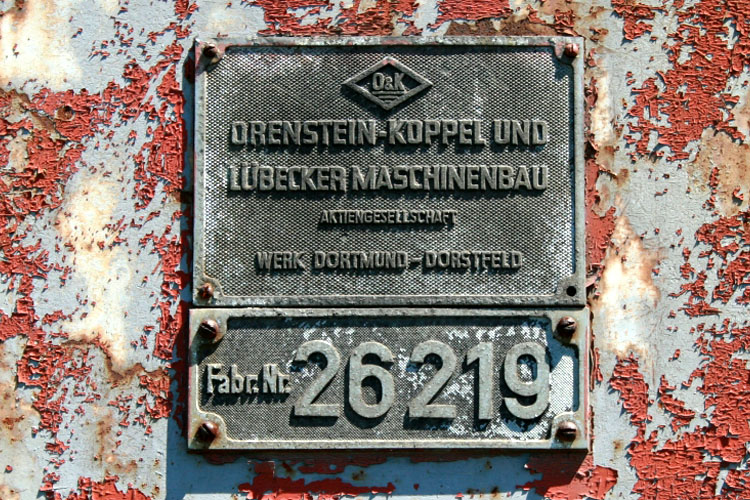 O&K
ORENSTEIN-KOPPEL UND
LÜBECKER MASCHINENBAU
AKTIENGESELLSCHAFT
WERK DORTMUND-DORSTFELD
Fabr. Nr. 26219